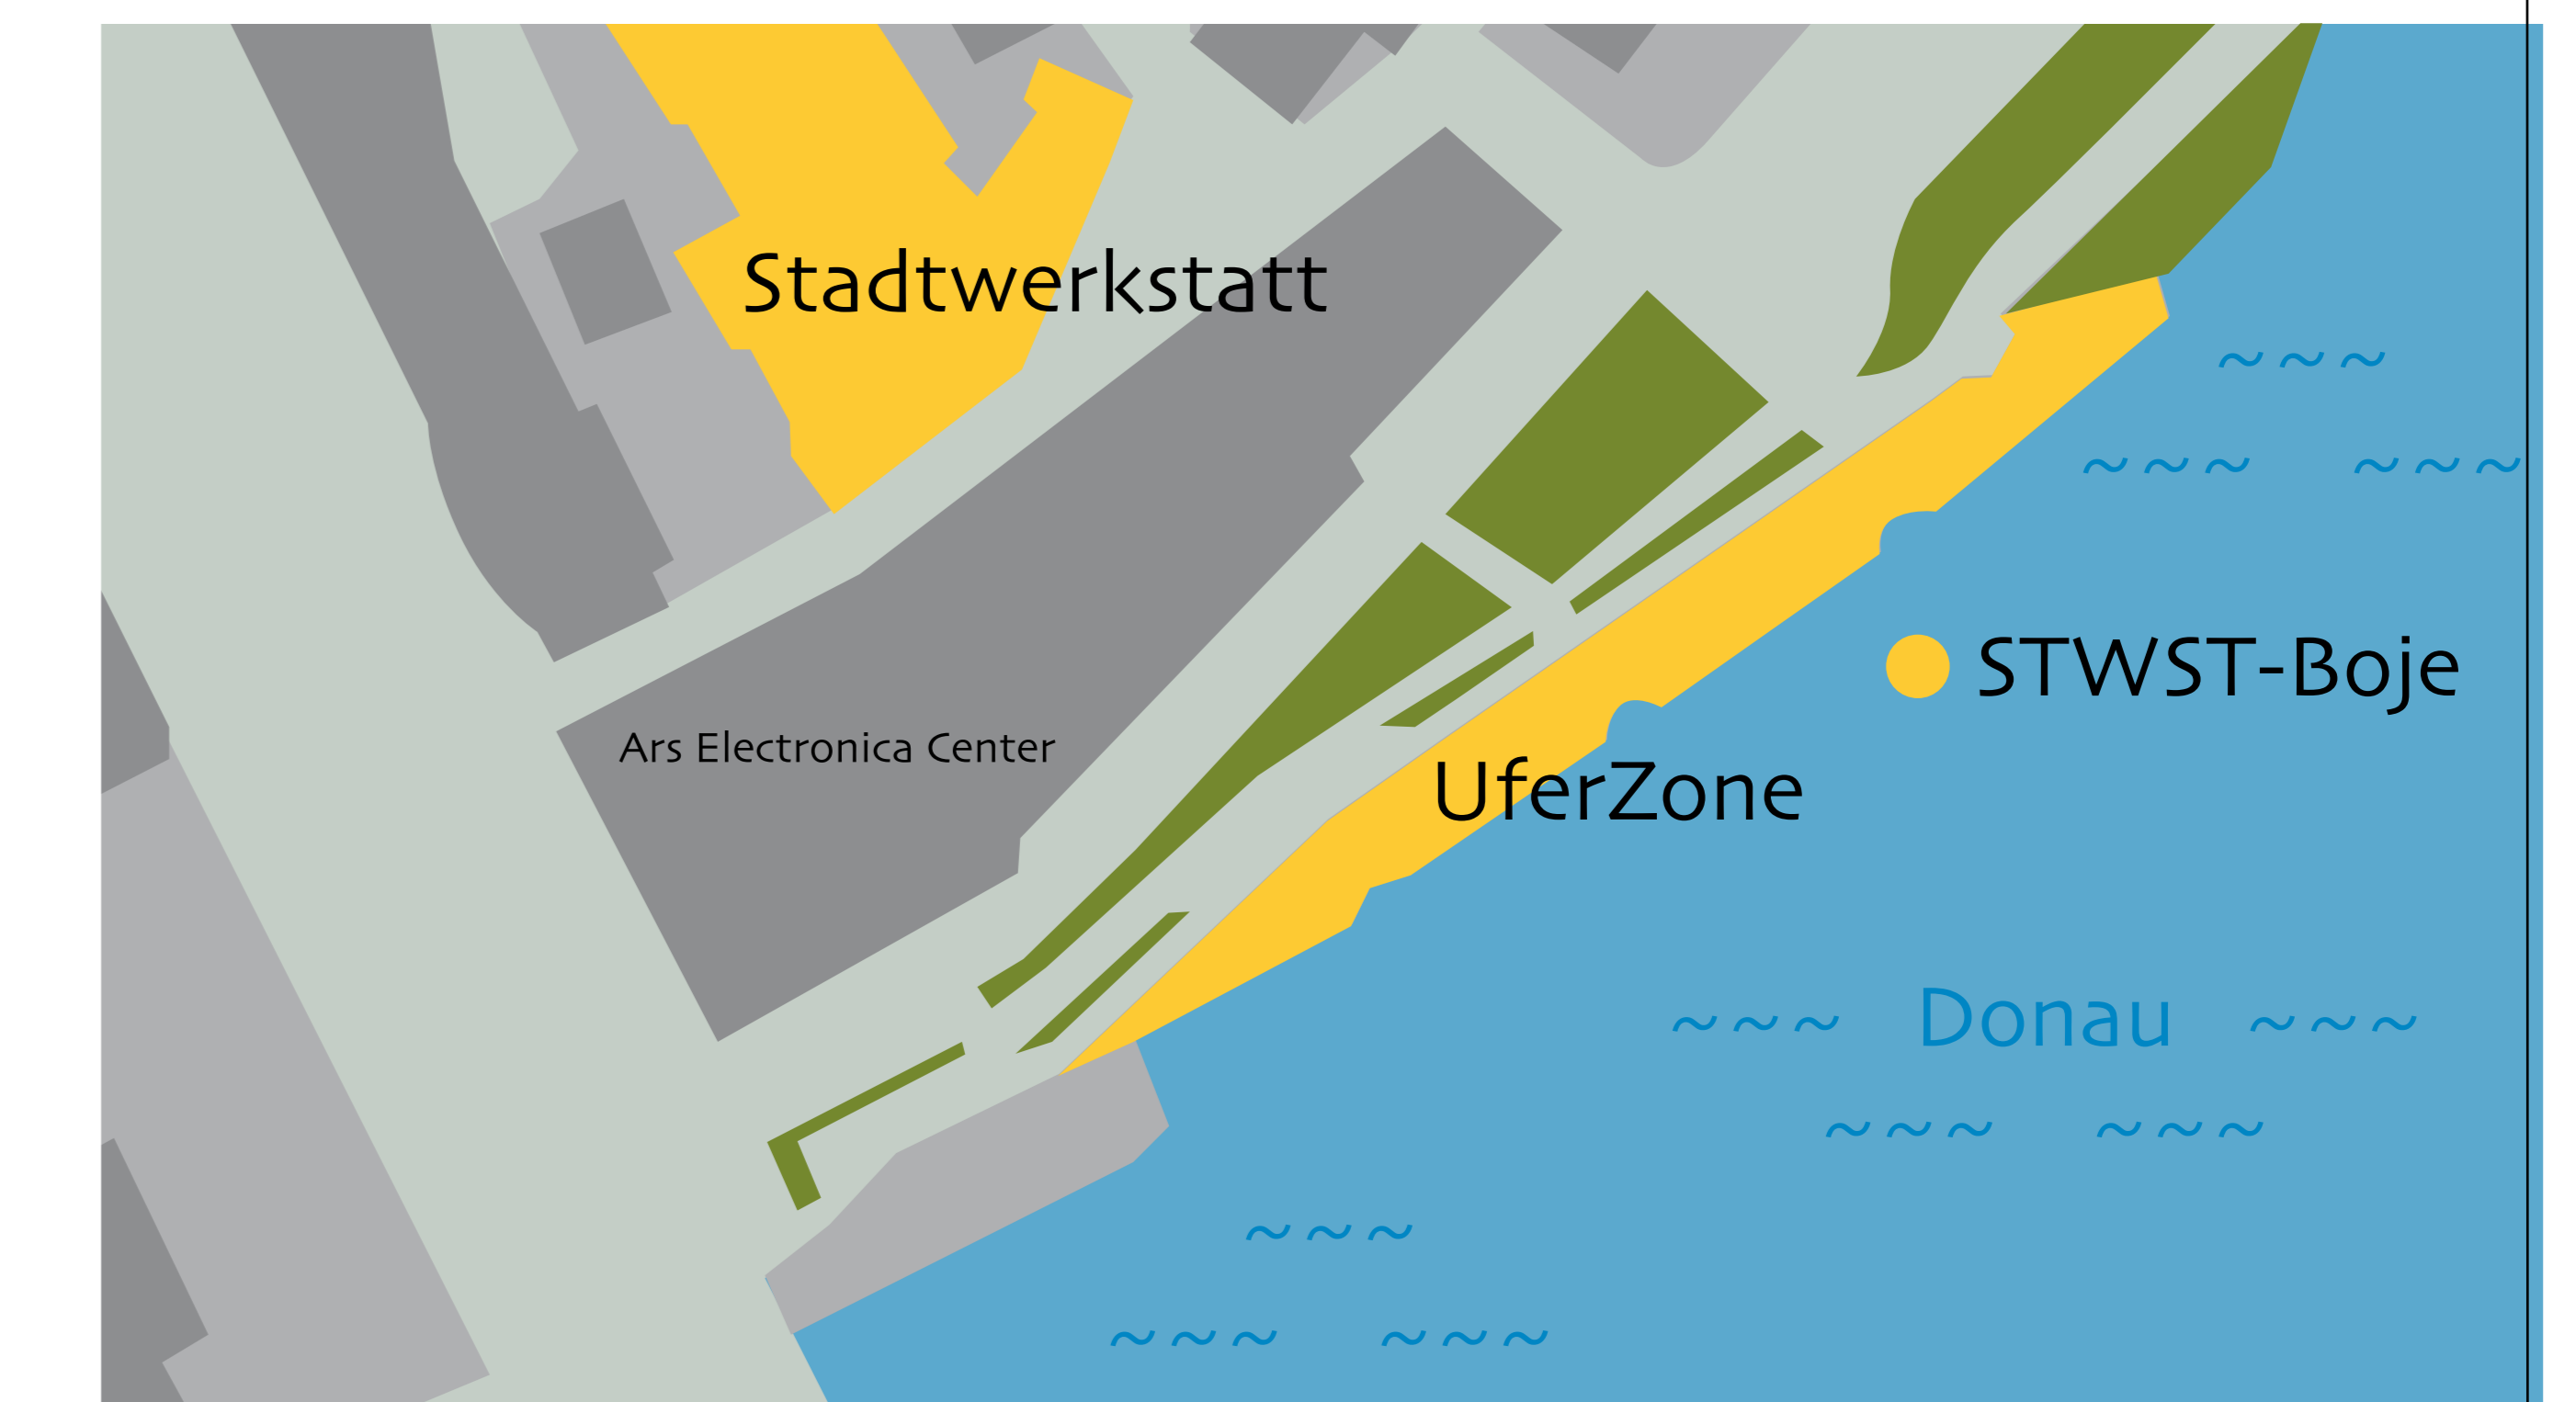 Stadtwerkstatt
~~~
~~~ ~~~
STWST-Boje
Ars Electronica Center
UferZone
~~~ Donau ~~~
~~~ ~~~
~~~
~~~ ~~~